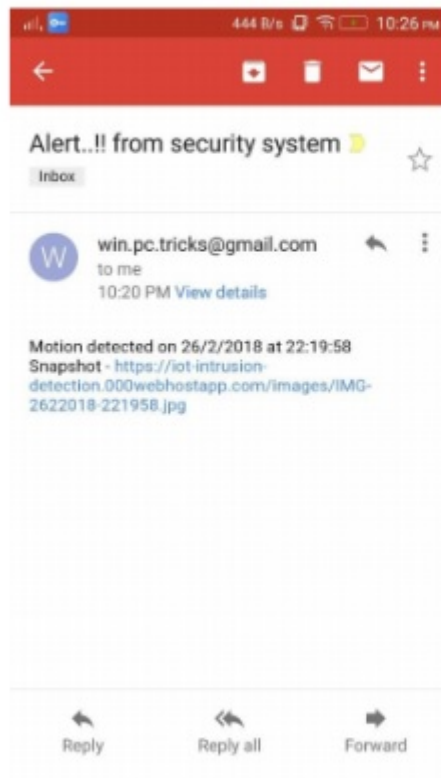 444 B/s 10:26 PM
Alert..!! from security system
Inbox
W
win.pc.tricks@gmail.com
to me
10:20 PM View details
Motion detected on 26/2/2018 at 22:19:58
Snapshot - https://iot-intrusion-
detection.000webhostapp.com/images/IMG-
2622018-221958.jpg
Reply Reply all Forward